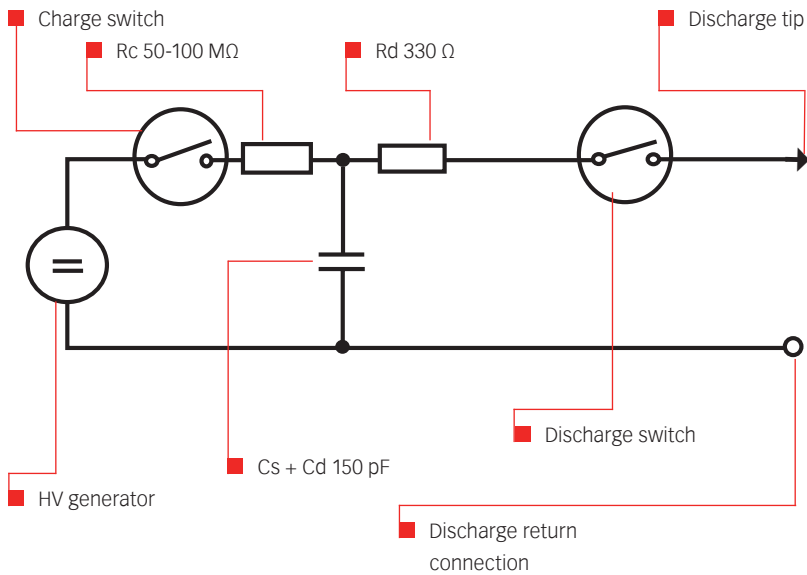 Charge switch
Discharge tip
Rc 50-100 MΩ
Rd 330 Ω
Discharge switch
Cs + Cd 150 pF
HV generator
Discharge return
connection